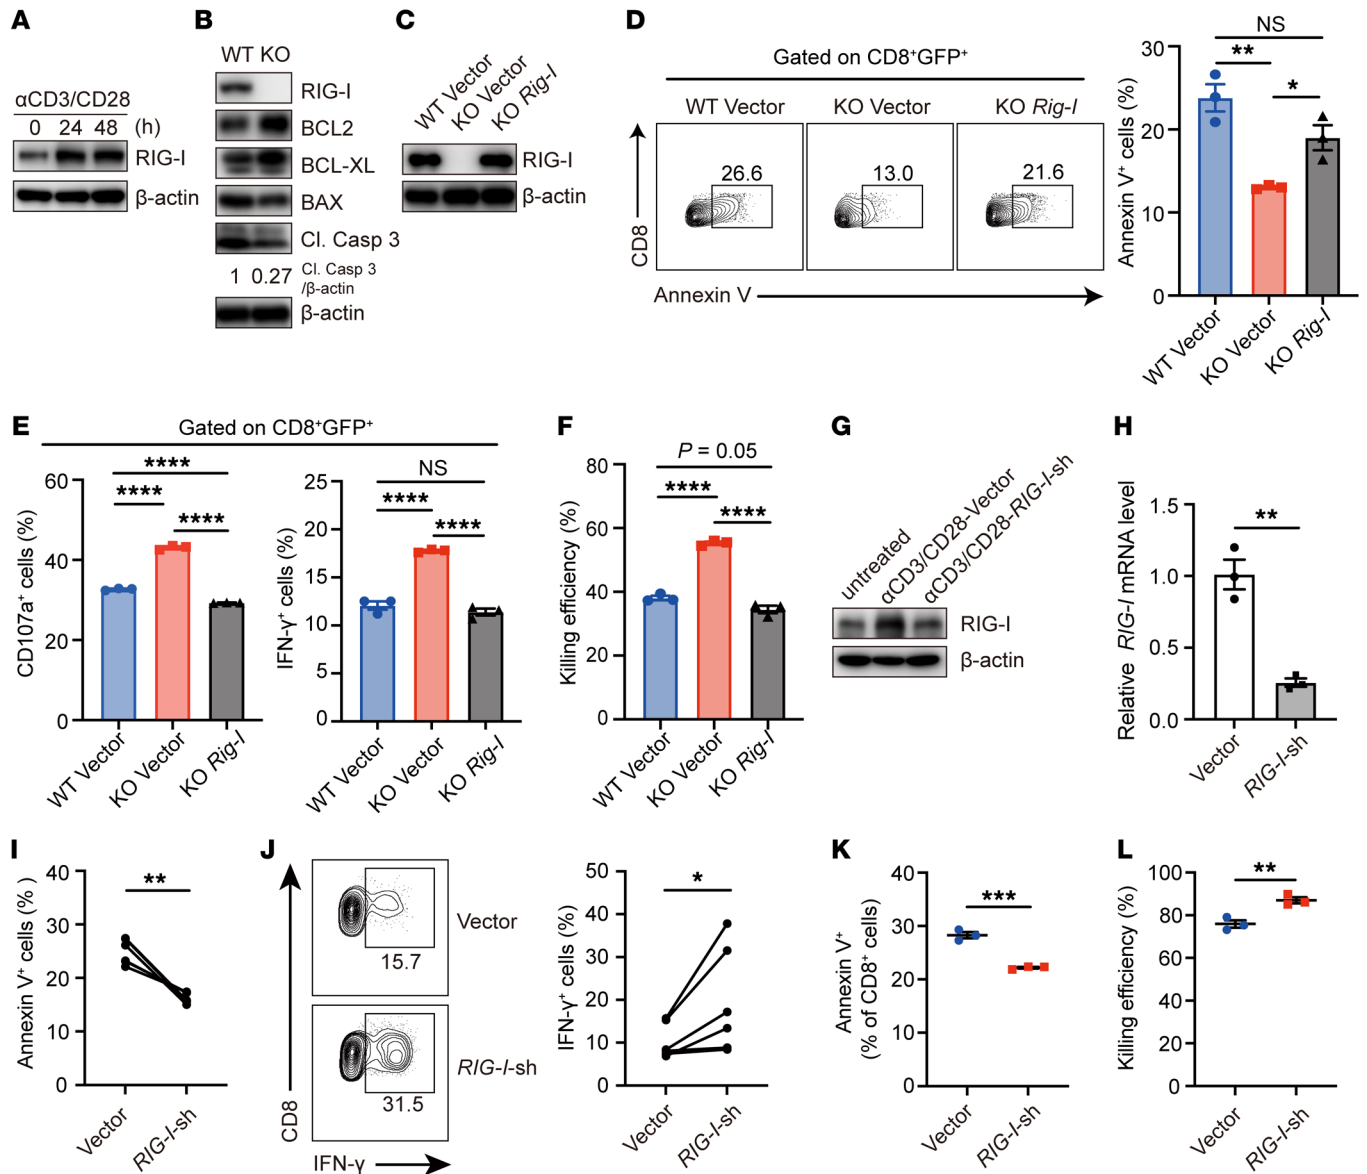 A
αCD3/CD28
0 24 48 (h)
RIG-I
β-actin
B
WT KO
RIG-I
BCL2
BCL-XL
BAX
Cl. Casp 3
1 0.27 Cl. Casp 3
/β-actin
β-actin
C
WT Vector
KO Vector
KO Rig-I
RIG-I
β-actin
D
Gated on CD8⁺GFP⁺
WT Vector KO Vector KO Rig-I
26.6 13.0 21.6
CD8
Annexin V
Annexin V⁺ cells (%)
30
20
10
0
NS
**
*
WT Vector
KO Vector
KO Rig-I
E
Gated on CD8⁺GFP⁺
CD107a⁺ cells (%)
60
40
20
0
****
****
****
WT Vector
KO Vector
KO Rig-I
IFN-γ⁺ cells (%)
25
20
15
10
5
0
NS
****
****
WT Vector
KO Vector
KO Rig-I
F
Killing efficiency (%)
80
60
40
20
0
P = 0.05
****
****
WT Vector
KO Vector
KO Rig-I
G
untreated
αCD3/CD28-Vector
αCD3/CD28-RIG-I-sh
RIG-I
β-actin
H
Relative RIG-I mRNA level
1.5
1.0
0.5
0.0
**
Vector
RIG-I-sh
I
Annexin V⁺ cells (% )
40
30
20
10
0
**
Vector
RIG-I-sh
J
CD8
Vector
15.7
RIG-I-sh
31.5
IFN-γ
IFN-γ⁺ cells (%)
50
40
30
20
10
0
*
Vector
RIG-I-sh
K
Annexin V⁺
(% of CD8⁺ cells)
40
30
20
10
0
***
Vector
RIG-I-sh
L
Killing efficiency (%)
100
80
60
40
20
0
**
Vector
RIG-I-sh